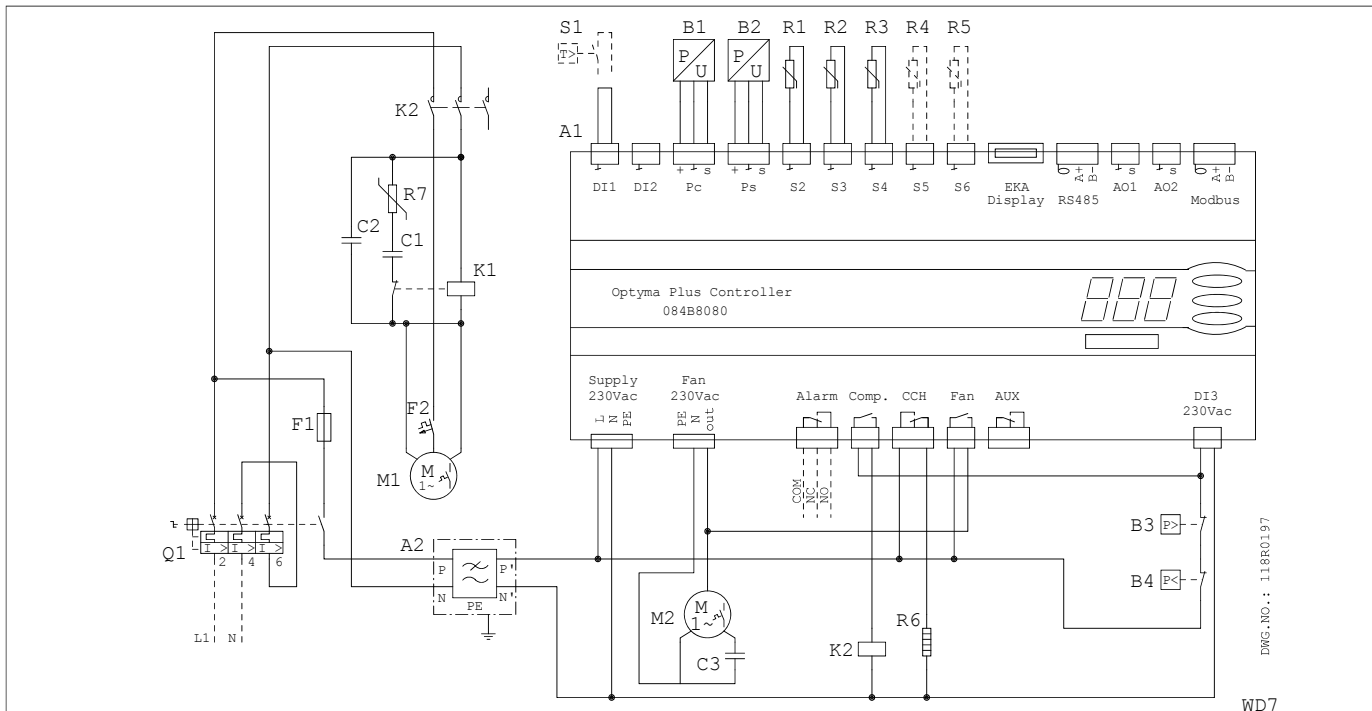 S1 B1 B2 R1 R2 R3 R4 R5
T> P U P U
K2
A1
+ s + s
DI1 DI2 Pc Ps S2 S3 S4 S5 S6 EKA Display A+ B- RS485 s AO1 s AO2 A+ B- Modbus
R7
C2
C1
K1
Optyma Plus Controller
084B8080
Supply 230Vac Fan 230Vac Alarm Comp. CCH Fan AUX DI3 230Vac
L N PE PE N out
F2
F1
M1 M 1~
COM NC NO
B3 P>
Q1 I > I > I >
2 4 6
A2
P P'
N N'
PE
B4 P<
M2 M 1~
R6
L1 N
K2
C3
DWG.NO.: 118R0197
WD7